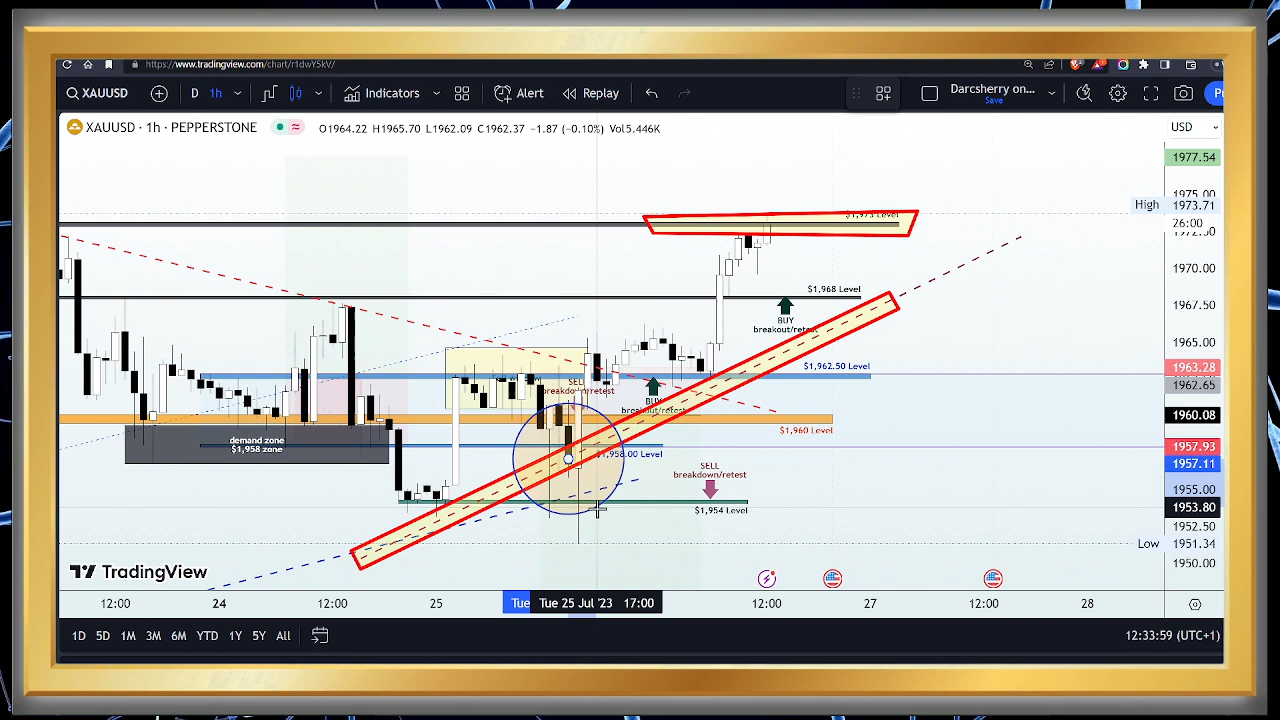 https://www.tradingview.com/chart/r1dwY5kV/
XAUUSD D 1h Indicators Alert Replay Darcsherry on...
Save
XAUUSD · 1h · PEPPERSTONE O1964.22 H1965.70 L1962.09 C1962.37 −1.87 (−0.10%) Vol5.446K
USD
1977.54
1975.00
High 1973.71
$1,973 Level
26:00
1970.00
$1,968 Level
1967.50
BUY
breakout/retest
1965.00
$1,962.50 Level
1963.28
1962.65
SELL
breakdown/retest
BUY
breakout/retest
1960.08
$1,960 Level
demand zone
$1,958 zone
1957.93
$1,958.00 Level
1957.11
SELL
breakdown/retest
1955.00
$1,954 Level
1953.80
1952.50
Low 1951.34
1950.00
TradingView
12:00 24 12:00 25 Tue Tue 25 Jul '23 17:00 12:00 27 12:00 28
1D 5D 1M 3M 6M YTD 1Y 5Y All 12:33:59 (UTC+1)